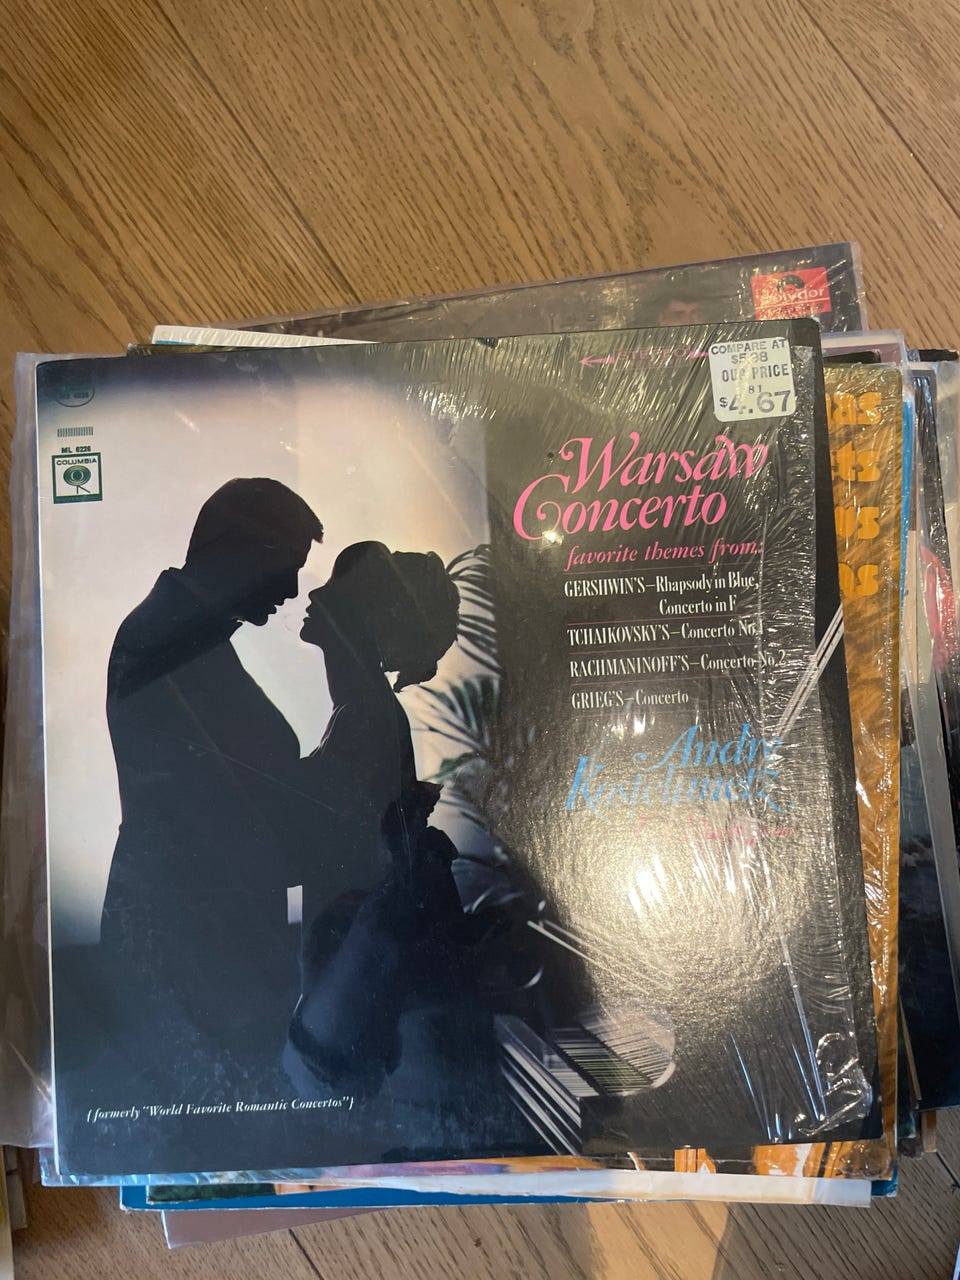 Polydor
STEREO
COMPARE AT
$5.98
OUR PRICE
81
$4.67
ML 6226
COLUMBIA
Warsaw
Concerto
favorite themes from:
GERSHWIN'S—Rhapsody in Blue,
Concerto in F
TCHAIKOVSKY'S—Concerto No.
RACHMANINOFF'S—Concerto No. 2
GRIEG'S—Concerto
Andre
Kostelanetz
(formerly "World Favorite Romantic Concertos")